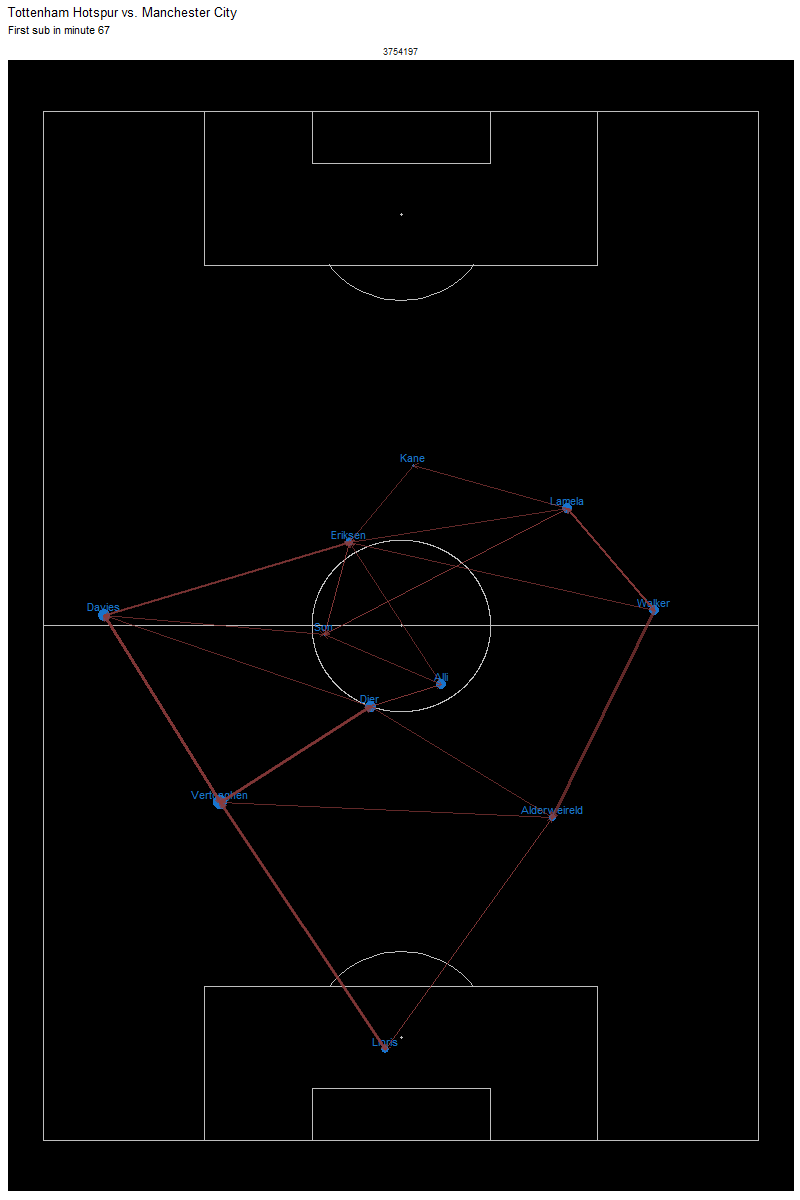 Tottenham Hotspur vs. Manchester City
First sub in minute 67
3754197
Kane
Lamela
Eriksen
Walker
Davies
Son
Alli
Dier
Vertonghen
Alderweireld
Lloris